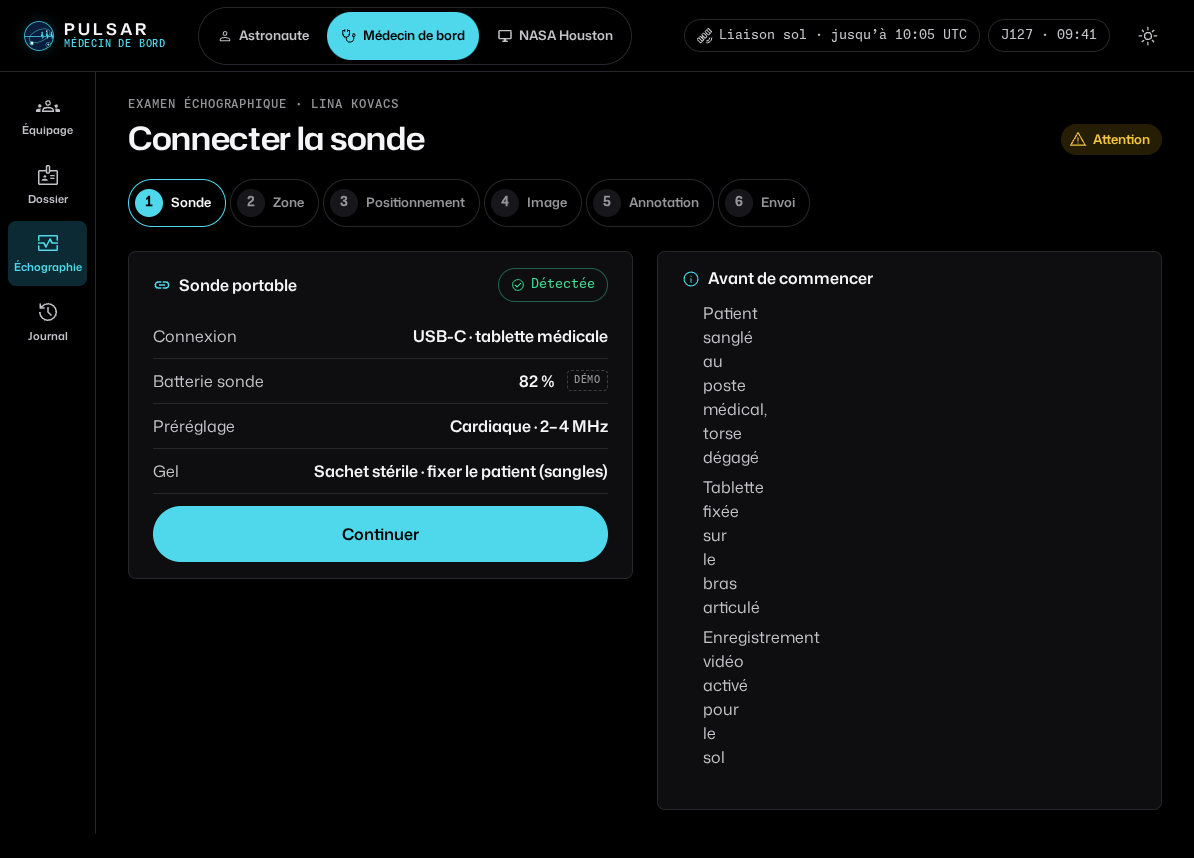 PULSAR
MÉDECIN DE BORD
Astronaute
Médecin de bord
NASA Houston
Liaison sol · jusqu’à 10:05 UTC
J127 · 09:41
Équipage
Dossier
Échographie
Journal
EXAMEN ÉCHOGRAPHIQUE · LINA KOVACS
Connecter la sonde
Attention
1 Sonde
2 Zone
3 Positionnement
4 Image
5 Annotation
6 Envoi
Sonde portable
Détectée
Connexion
USB-C · tablette médicale
Batterie sonde
82 %
DÉMO
Préréglage
Cardiaque · 2–4 MHz
Gel
Sachet stérile · fixer le patient (sangles)
Continuer
Avant de commencer
Patient
sanglé
au
poste
médical,
torse
dégagé
Tablette
fixée
sur
le
bras
articulé
Enregistrement
vidéo
activé
pour
le
sol